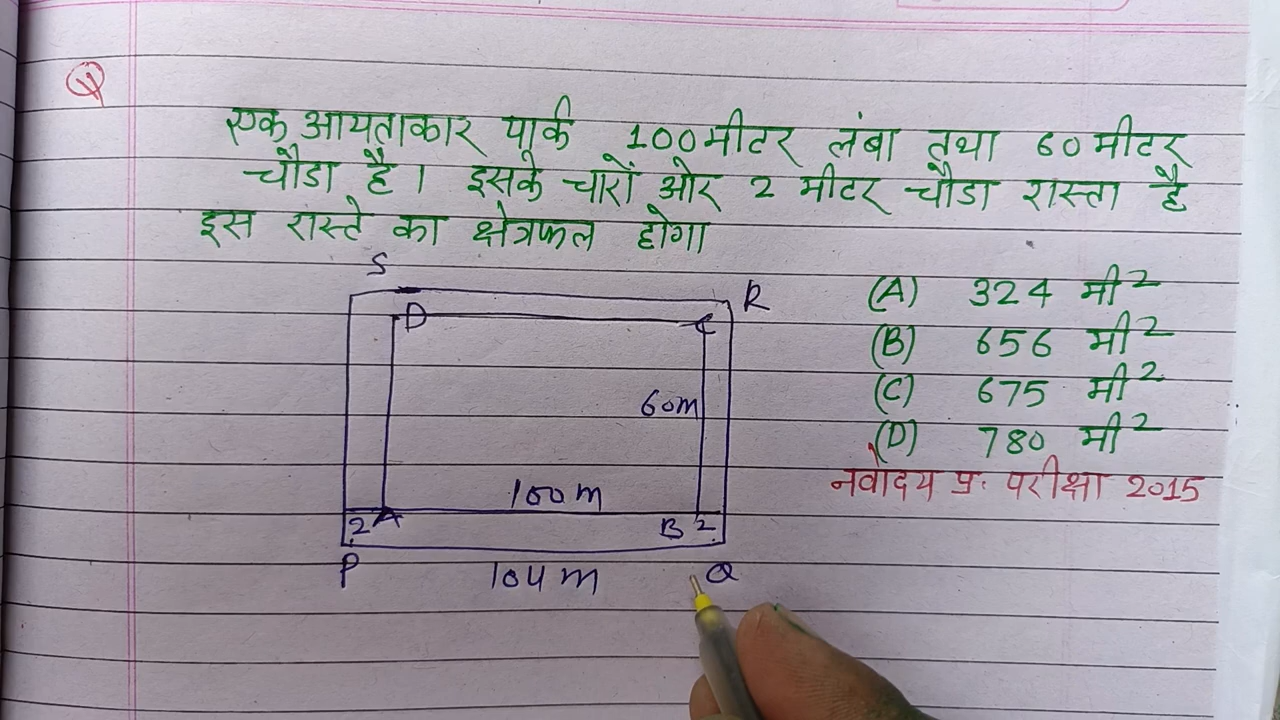 Q
एक आयताकार पार्क 100 मीटर लंबा तथा 60 मीटर
चौडा है। इसके चारों ओर 2 मीटर चौडा रास्ता है
इस रास्ते का क्षेत्रफल होगा
S
R
D
C
60m
100m
2 A
B 2
P
104m
Q
(A) 324 मी²
(B) 656 मी²
(C) 675 मी²
(D) 780 मी²
नवोदय प्र. परीक्षा 2015